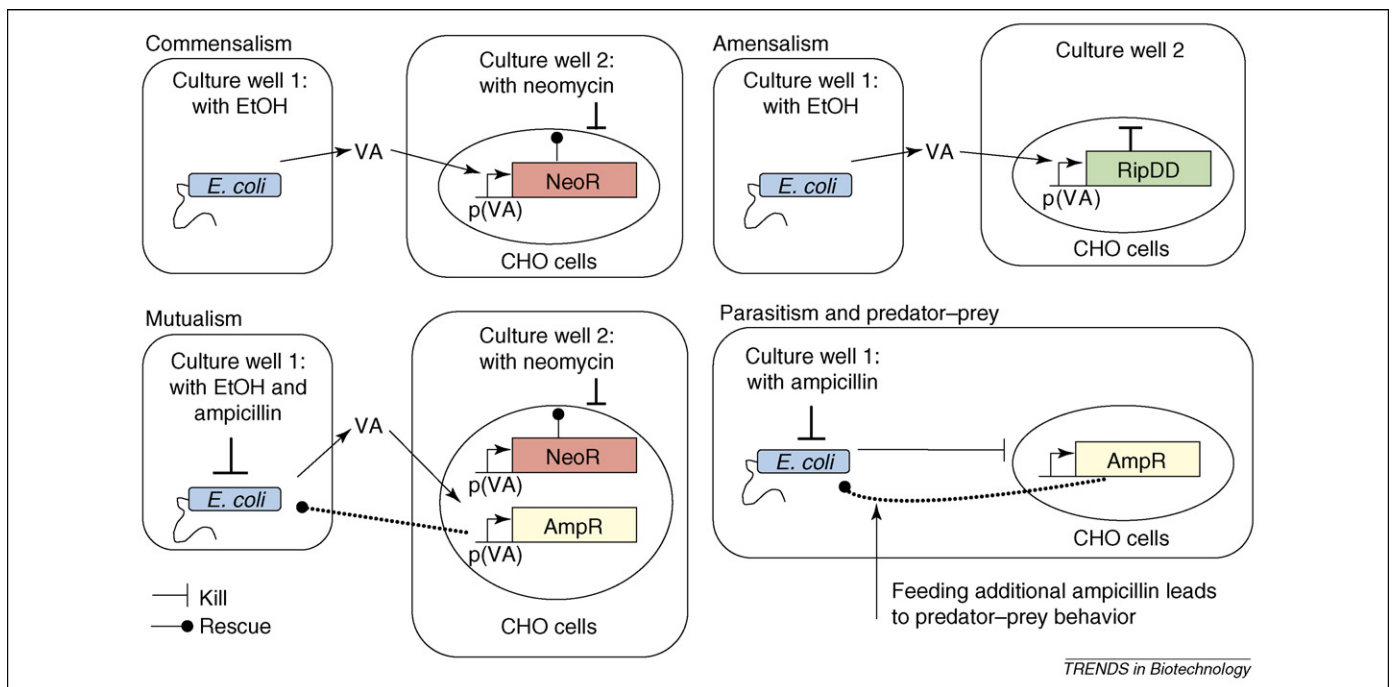 Commensalism
Culture well 1:
with EtOH
E. coli
VA
Culture well 2:
with neomycin
NeoR
p(VA)
CHO cells
Amensalism
Culture well 1:
with EtOH
E. coli
VA
Culture well 2
RipDD
p(VA)
CHO cells
Mutualism
Culture well 1:
with EtOH and
ampicillin
E. coli
VA
Culture well 2:
with neomycin
NeoR
p(VA)
AmpR
p(VA)
CHO cells
Kill
Rescue
Parasitism and predator–prey
Culture well 1:
with ampicillin
E. coli
AmpR
CHO cells
Feeding additional ampicillin leads
to predator–prey behavior
TRENDS in Biotechnology